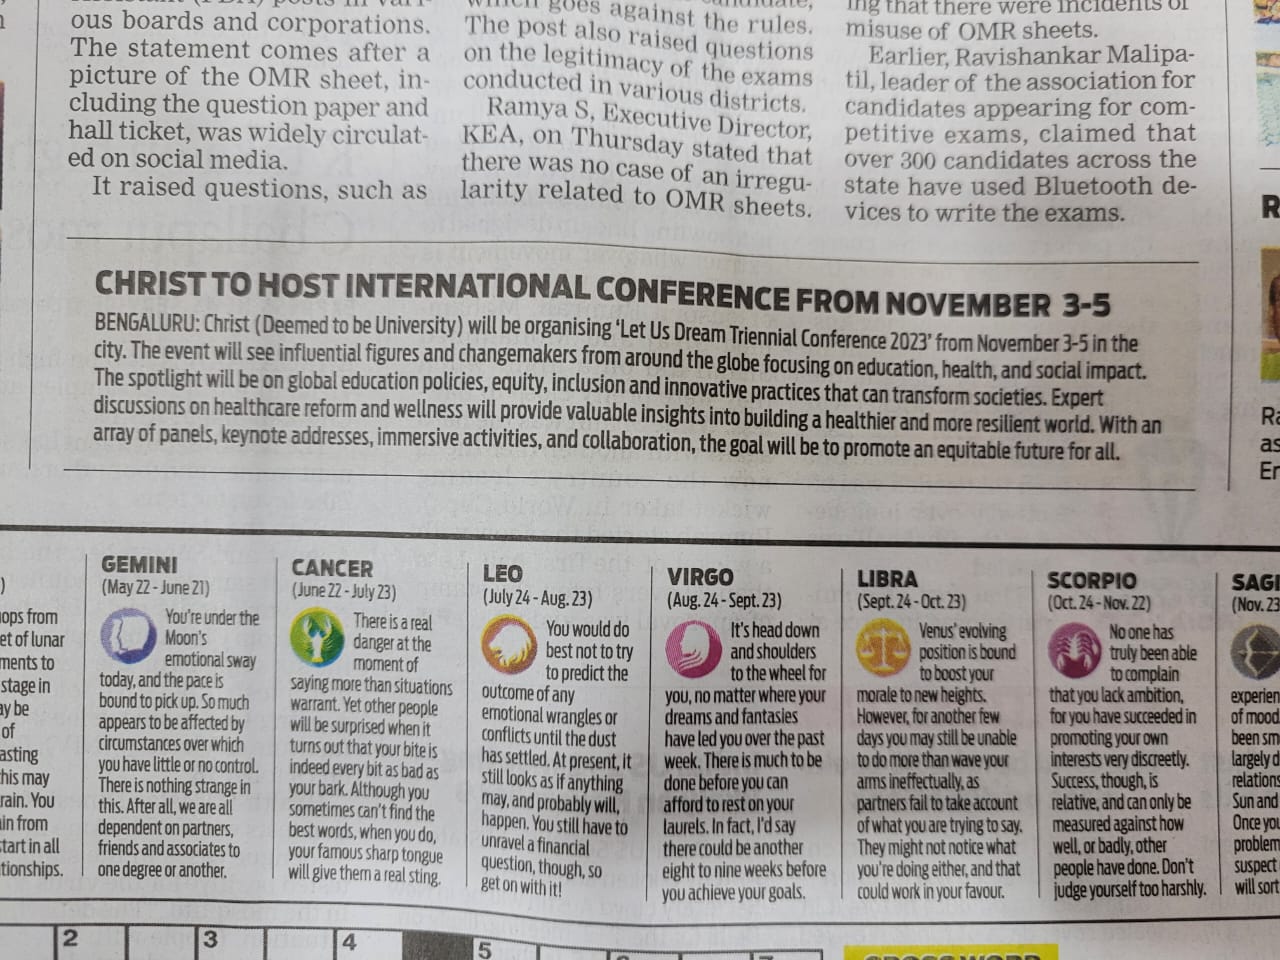 ous boards and corporations.
The statement comes after a
picture of the OMR sheet, in-
cluding the question paper and
hall ticket, was widely circulat-
ed on social media.
It raised questions, such as
which goes against the rules.
The post also raised questions
on the legitimacy of the exams
conducted in various districts.
Ramya S, Executive Director,
KEA, on Thursday stated that
there was no case of an irregu-
larity related to OMR sheets.
ing that there were incidents of
misuse of OMR sheets.
Earlier, Ravishankar Malipa-
til, leader of the association for
candidates appearing for com-
petitive exams, claimed that
over 300 candidates across the
state have used Bluetooth de-
vices to write the exams.
CHRIST TO HOST INTERNATIONAL CONFERENCE FROM NOVEMBER 3-5
BENGALURU: Christ (Deemed to be University) will be organising 'Let Us Dream Triennial Conference 2023' from November 3-5 in the
city. The event will see influential figures and changemakers from around the globe focusing on education, health, and social impact.
The spotlight will be on global education policies, equity, inclusion and innovative practices that can transform societies. Expert
discussions on healthcare reform and wellness will provide valuable insights into building a healthier and more resilient world. With an
array of panels, keynote addresses, immersive activities, and collaboration, the goal will be to promote an equitable future for all.
from
et of lunar
ments to
stage in
ay be
of
asting
his may
rain. You
in from
start in all
tionships.
GEMINI
(May 22 - June 21)
You're under the
Moon's
emotional sway
today, and the pace is
bound to pick up. So much
appears to be affected by
circumstances over which
you have little or no control.
There is nothing strange in
this. After all, we are all
dependent on partners,
friends and associates to
one degree or another.
CANCER
(June 22 - July 23)
There is a real
danger at the
moment of
saying more than situations
warrant. Yet other people
will be surprised when it
turns out that your bite is
indeed every bit as bad as
your bark. Although you
sometimes can't find the
best words, when you do,
your famous sharp tongue
will give them a real sting.
LEO
(July 24 - Aug. 23)
You would do
best not to try
to predict the
outcome of any
emotional wrangles or
conflicts until the dust
has settled. At present, it
still looks as if anything
may, and probably will,
happen. You still have to
unravel a financial
question, though, so
get on with it!
VIRGO
(Aug. 24 - Sept. 23)
It's head down
and shoulders
to the wheel for
you, no matter where your
dreams and fantasies
have led you over the past
week. There is much to be
done before you can
afford to rest on your
laurels. In fact, I'd say
there could be another
eight to nine weeks before
you achieve your goals.
LIBRA
(Sept. 24 - Oct. 23)
Venus' evolving
position is bound
to boost your
morale to new heights.
However, for another few
days you may still be unable
to do more than wave your
arms ineffectually, as
partners fail to take account
of what you are trying to say.
They might not notice what
you're doing either, and that
could work in your favour.
SCORPIO
(Oct. 24 - Nov. 22)
No one has
truly been able
to complain
that you lack ambition,
for you have succeeded in
promoting your own
interests very discreetly.
Success, though, is
relative, and can only be
measured against how
well, or badly, other
people have done. Don't
judge yourself too harshly.
SAGI
(Nov. 23
experien
of mood
been sm
largely d
relations
Sun and
Once you
problem
suspect
will sort
R
Ra
as
Er
2
3
4
5